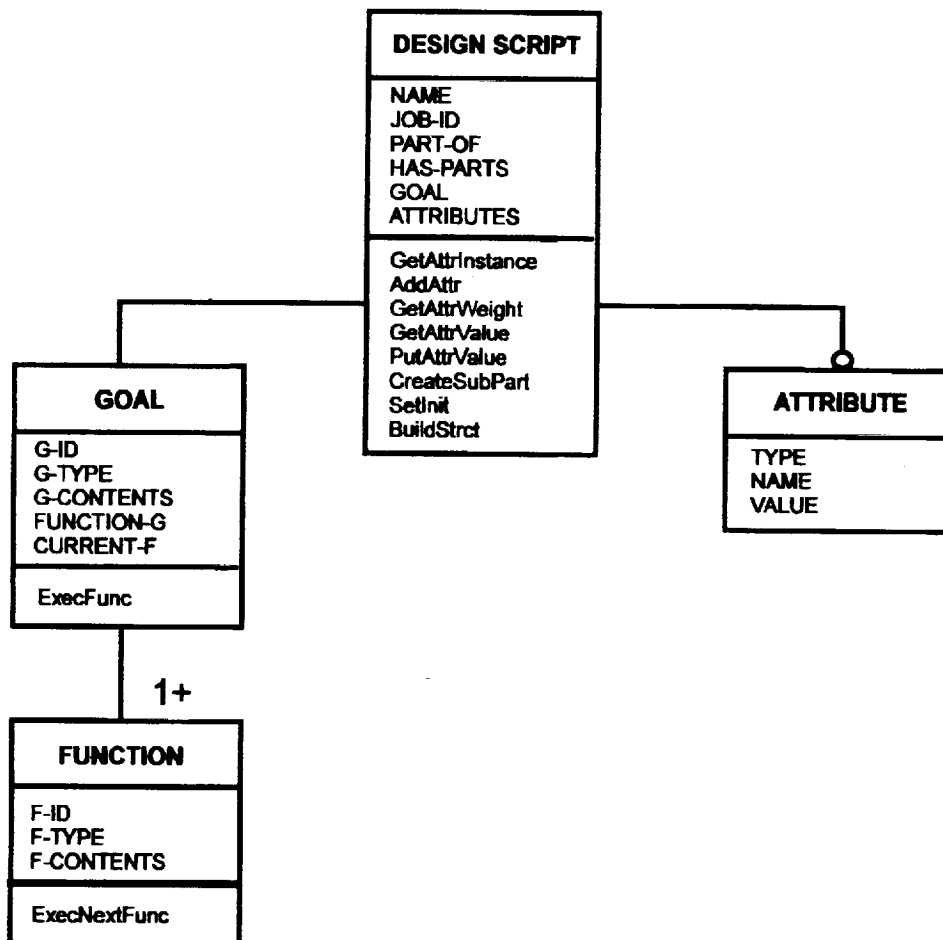 DESIGN SCRIPT
NAME
JOB-ID
PART-OF
HAS-PARTS
GOAL
ATTRIBUTES
GetAttrInstance
AddAttr
GetAttrWeight
GetAttrValue
PutAttrValue
CreateSubPart
SetInit
BuildStrct
GOAL
G-ID
G-TYPE
G-CONTENTS
FUNCTION-G
CURRENT-F
ExecFunc
ATTRIBUTE
TYPE
NAME
VALUE
1+
FUNCTION
F-ID
F-TYPE
F-CONTENTS
ExecNextFunc